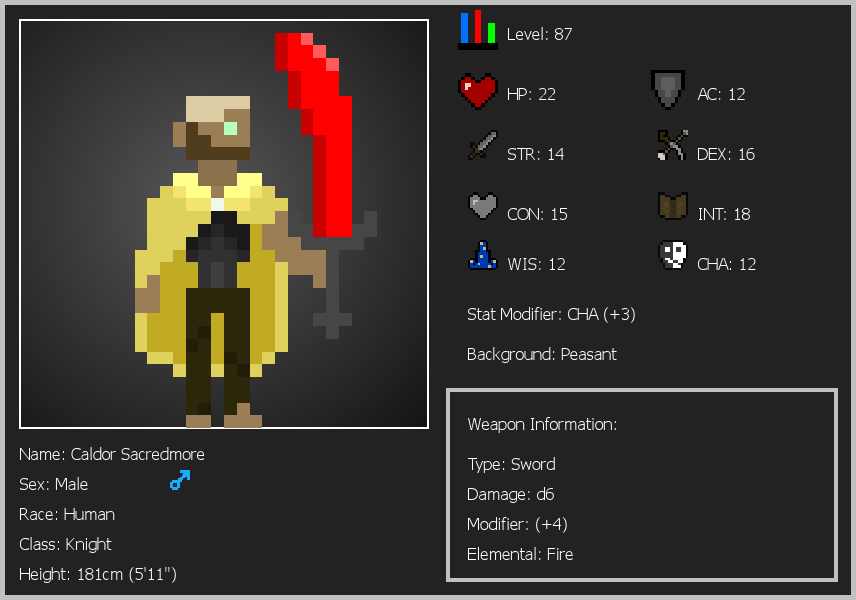 Level: 87
HP: 22
AC: 12
STR: 14
DEX: 16
CON: 15
INT: 18
WIS: 12
CHA: 12
Stat Modifier: CHA (+3)
Background: Peasant
Weapon Information:
Type: Sword
Damage: d6
Modifier: (+4)
Elemental: Fire
Name: Caldor Sacredmore
Sex: Male
Race: Human
Class: Knight
Height: 181cm (5'11")